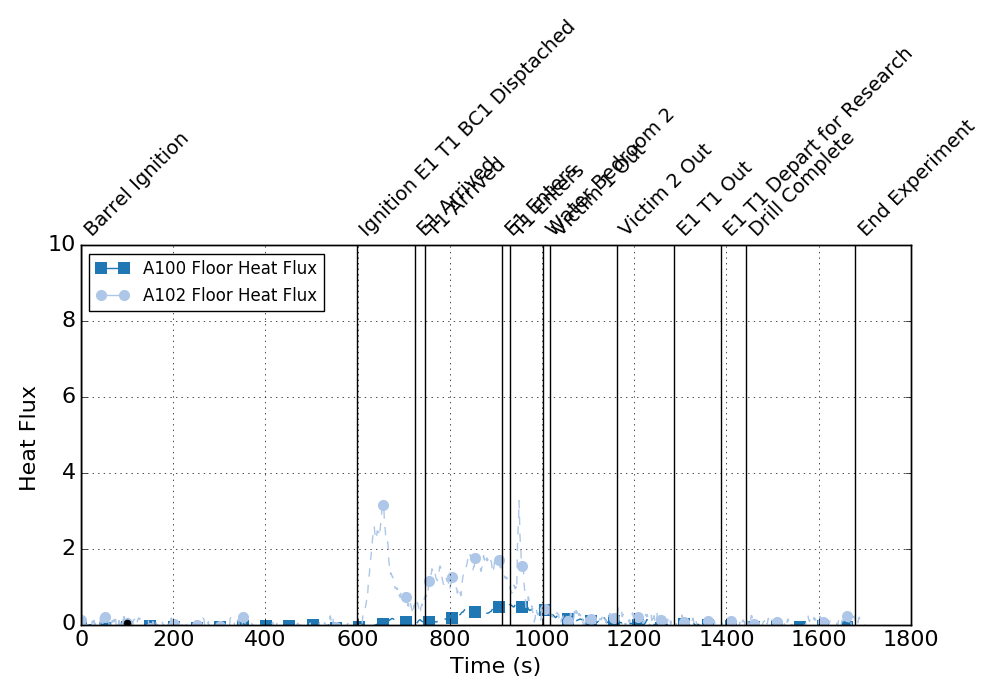 Barrel Ignition
Ignition E1 T1 BC1 Disptached
E1 Arrived
T1 Arrived
E1 Enters
T1 Enters
Water Bedroom 2
Victim 1 Out
Victim 2 Out
E1 T1 Out
E1 T1 Depart for Research
Drill Complete
End Experiment
A100 Floor Heat Flux
A102 Floor Heat Flux
10
8
6
4
2
0
Heat Flux
0 200 400 600 800 1000 1200 1400 1600 1800
Time (s)